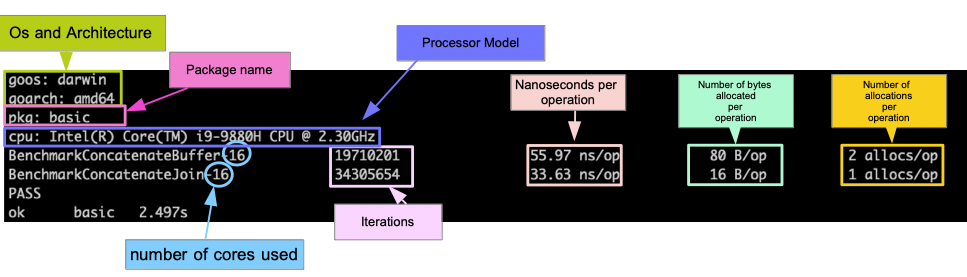 Os and Architecture
Processor Model
Package name
goos: darwin
goarch: amd64
pkg: basic
cpu: Intel(R) Core(TM) i9-9880H CPU @ 2.30GHz
Nanoseconds per
operation
Number of bytes
allocated
per
operation
Number of
allocations
per
operation
BenchmarkConcatenateBuffer-16 19710201 55.97 ns/op 80 B/op 2 allocs/op
BenchmarkConcatenateJoin-16 34305654 33.63 ns/op 16 B/op 1 allocs/op
PASS
ok basic 2.497s
Iterations
number of cores used